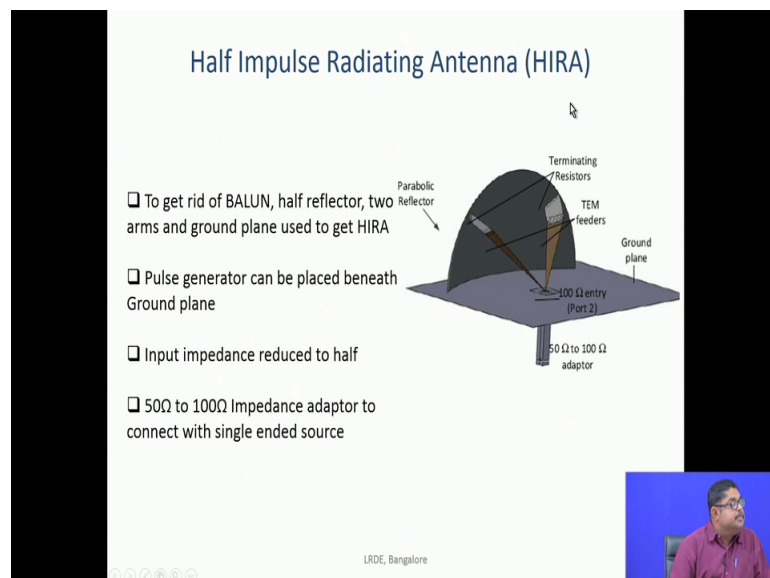 Half Impulse Radiating Antenna (HIRA)
❑ To get rid of BALUN, half reflector, two
arms and ground plane used to get HIRA
❑ Pulse generator can be placed beneath
Ground plane
❑ Input impedance reduced to half
❑ 50Ω to 100Ω Impedance adaptor to
connect with single ended source
Parabolic
Reflector
Terminating
Resistors
TEM
feeders
Ground
plane
100 Ω entry
(Port 2)
50 Ω to 100 Ω
adaptor
LRDE, Bangalore